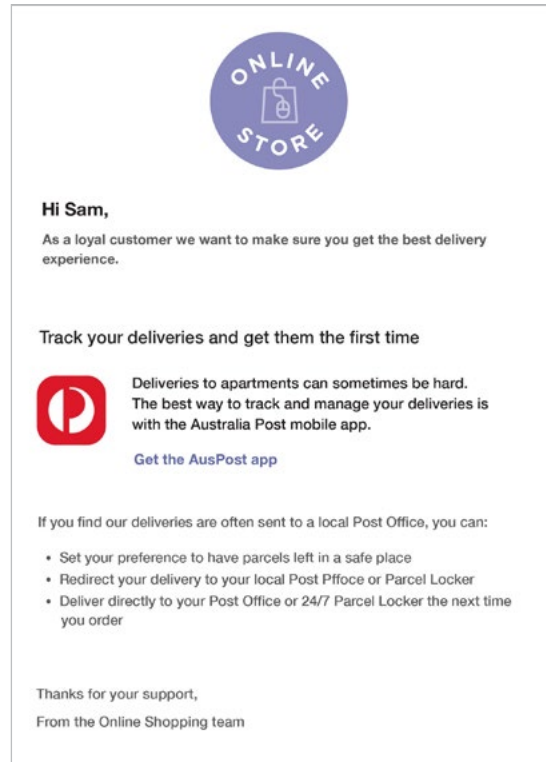 ONLINE
STORE
Hi Sam,
As a loyal customer we want to make sure you get the best delivery
experience.
Track your deliveries and get them the first time
Deliveries to apartments can sometimes be hard.
The best way to track and manage your deliveries is
with the Australia Post mobile app.
Get the AusPost app
If you find our deliveries are often sent to a local Post Office, you can:
• Set your preference to have parcels left in a safe place
• Redirect your delivery to your local Post Pffoce or Parcel Locker
• Deliver directly to your Post Office or 24/7 Parcel Locker the next time
you order
Thanks for your support,
From the Online Shopping team